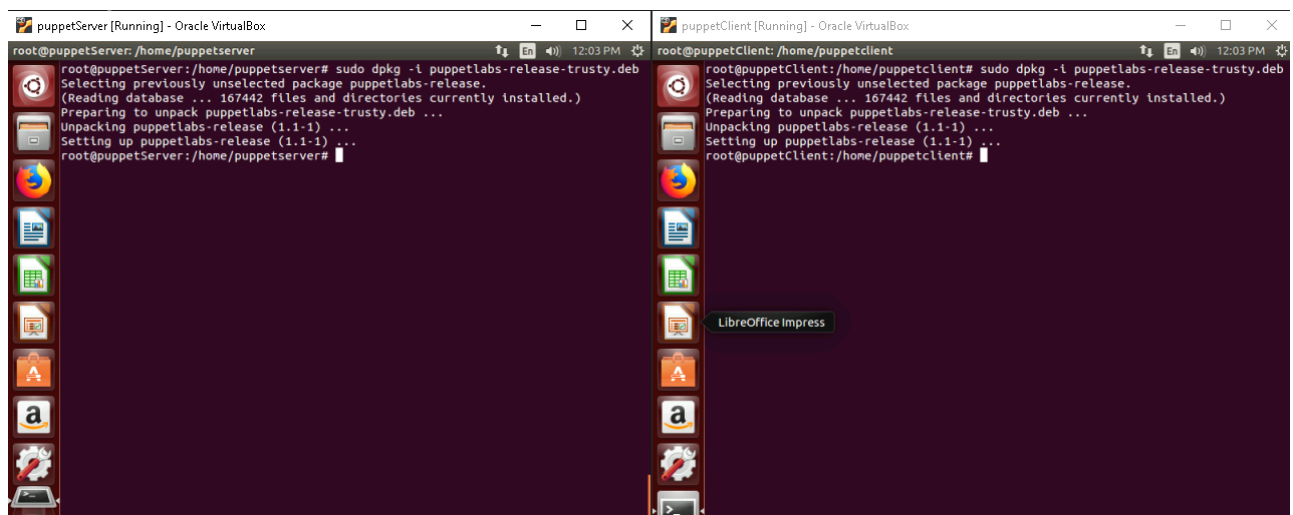 puppetServer [Running] - Oracle VirtualBox
root@puppetServer: /home/puppetserver
En
12:03 PM
root@puppetServer:/home/puppetserver# sudo dpkg -i puppetlabs-release-trusty.deb
Selecting previously unselected package puppetlabs-release.
(Reading database ... 167442 files and directories currently installed.)
Preparing to unpack puppetlabs-release-trusty.deb ...
Unpacking puppetlabs-release (1.1-1) ...
Setting up puppetlabs-release (1.1-1) ...
root@puppetServer:/home/puppetserver#
puppetClient [Running] - Oracle VirtualBox
root@puppetClient: /home/puppetclient
En
12:03 PM
root@puppetClient:/home/puppetclient# sudo dpkg -i puppetlabs-release-trusty.deb
Selecting previously unselected package puppetlabs-release.
(Reading database ... 167442 files and directories currently installed.)
Preparing to unpack puppetlabs-release-trusty.deb ...
Unpacking puppetlabs-release (1.1-1) ...
Setting up puppetlabs-release (1.1-1) ...
root@puppetClient:/home/puppetclient#
LibreOffice Impress